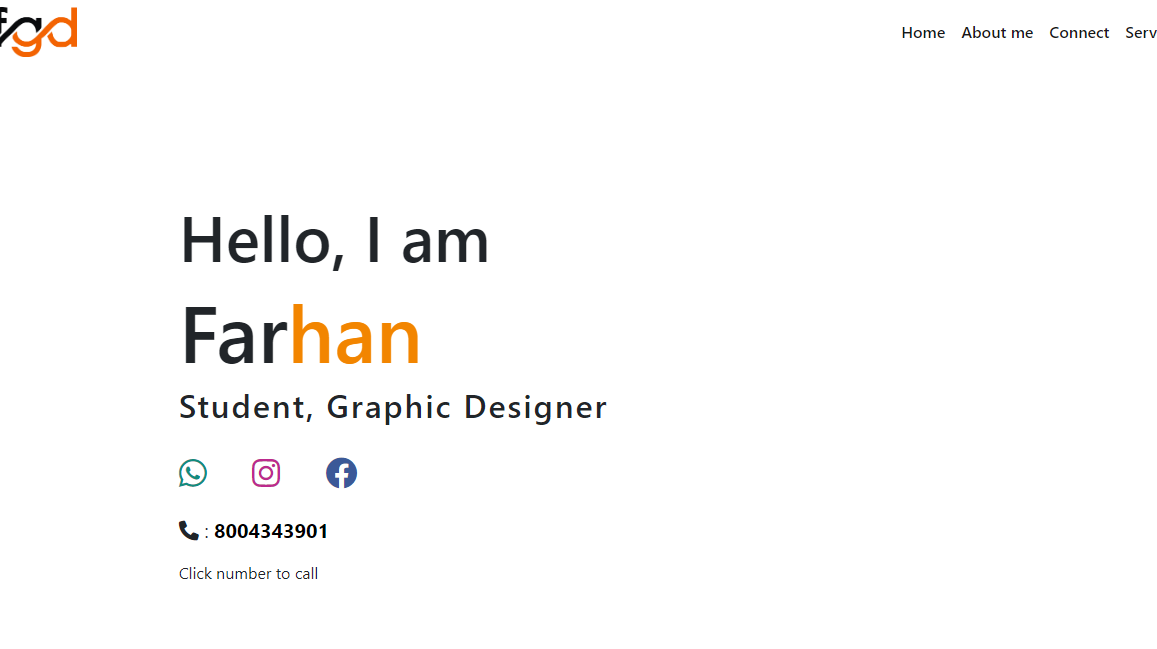 fgd
Home About me Connect Serv
Hello, I am
Farhan
Student, Graphic Designer
: 8004343901
Click number to call